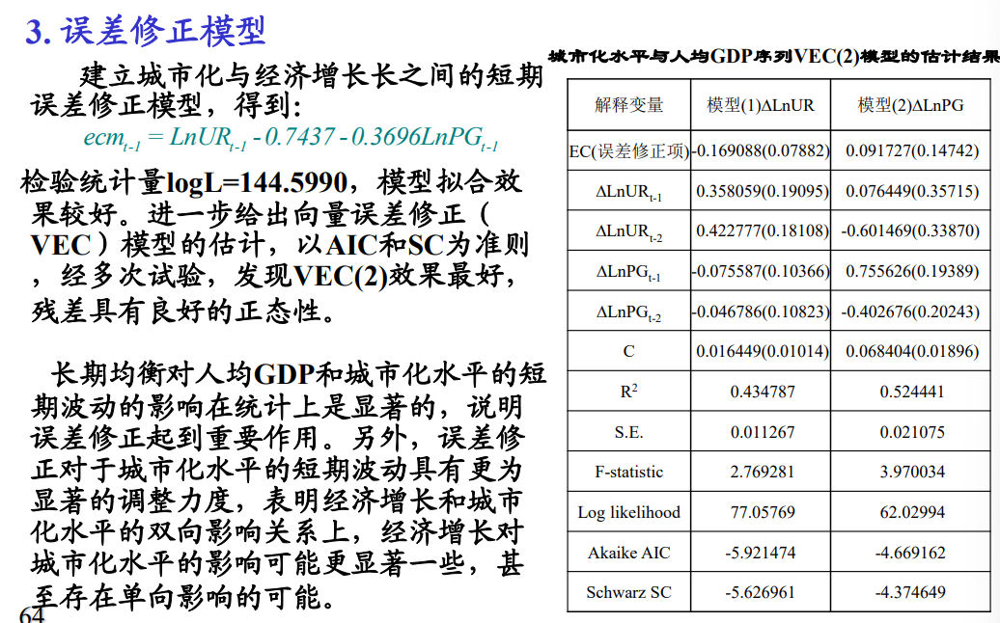 3. 误差修正模型
建立城市化与经济增长长之间的短期
误差修正模型，得到:
ecm t-1 = LnUR t-1 - 0.7437 - 0.3696LnPG t-1
检验统计量logL=144.5990，模型拟合效
果较好。进一步给出向量误差修正（
VEC）模型的估计，以AIC和SC为准则
，经多次试验，发现VEC(2)效果最好，
残差具有良好的正态性。
长期均衡对人均GDP和城市化水平的短
期波动的影响在统计上是显著的，说明
误差修正起到重要作用。另外，误差修
正对于城市化水平的短期波动具有更为
显著的调整力度，表明经济增长和城市
化水平的双向影响关系上，经济增长对
城市化水平的影响可能更显著一些，甚
至存在单向影响的可能。
64
城市化水平与人均GDP序列VEC(2)模型的估计结果
解释变量 模型(1)ΔLnUR 模型(2)ΔLnPG
EC(误差修正项) -0.169088(0.07882) 0.091727(0.14742)
ΔLnUR t-1 0.358059(0.19095) 0.076449(0.35715)
ΔLnUR t-2 0.422777(0.18108) -0.601469(0.33870)
ΔLnPG t-1 -0.075587(0.10366) 0.755626(0.19389)
ΔLnPG t-2 -0.046786(0.10823) -0.402676(0.20243)
C 0.016449(0.01014) 0.068404(0.01896)
R² 0.434787 0.524441
S.E. 0.011267 0.021075
F-statistic 2.769281 3.970034
Log likelihood 77.05769 62.02994
Akaike AIC -5.921474 -4.669162
Schwarz SC -5.626961 -4.374649